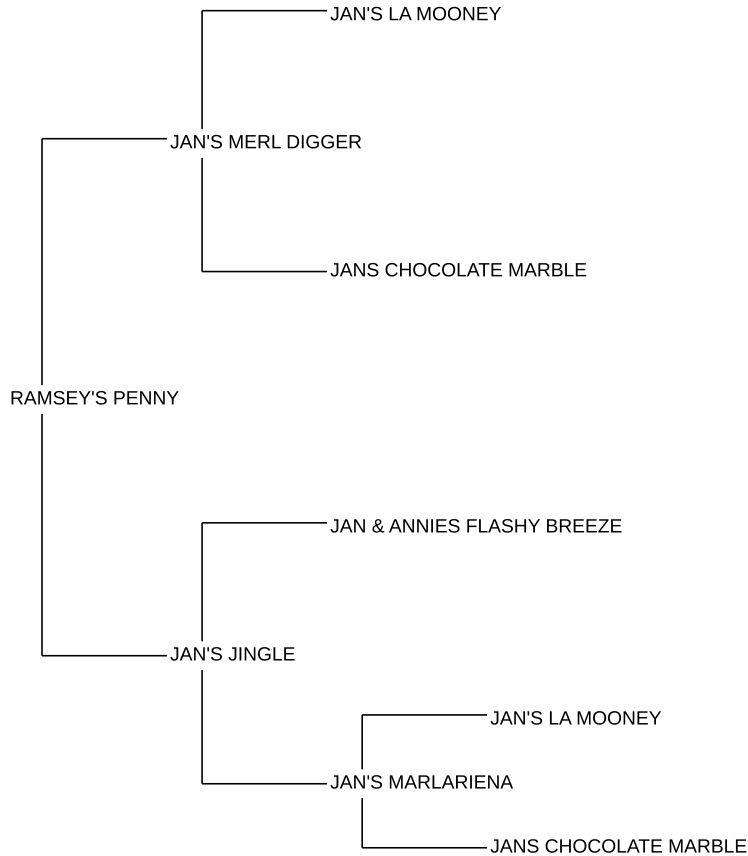 JAN'S LA MOONEY
JAN'S MERL DIGGER
JANS CHOCOLATE MARBLE
RAMSEY'S PENNY
JAN & ANNIES FLASHY BREEZE
JAN'S JINGLE
JAN'S LA MOONEY
JAN'S MARLARIENA
JANS CHOCOLATE MARBLE